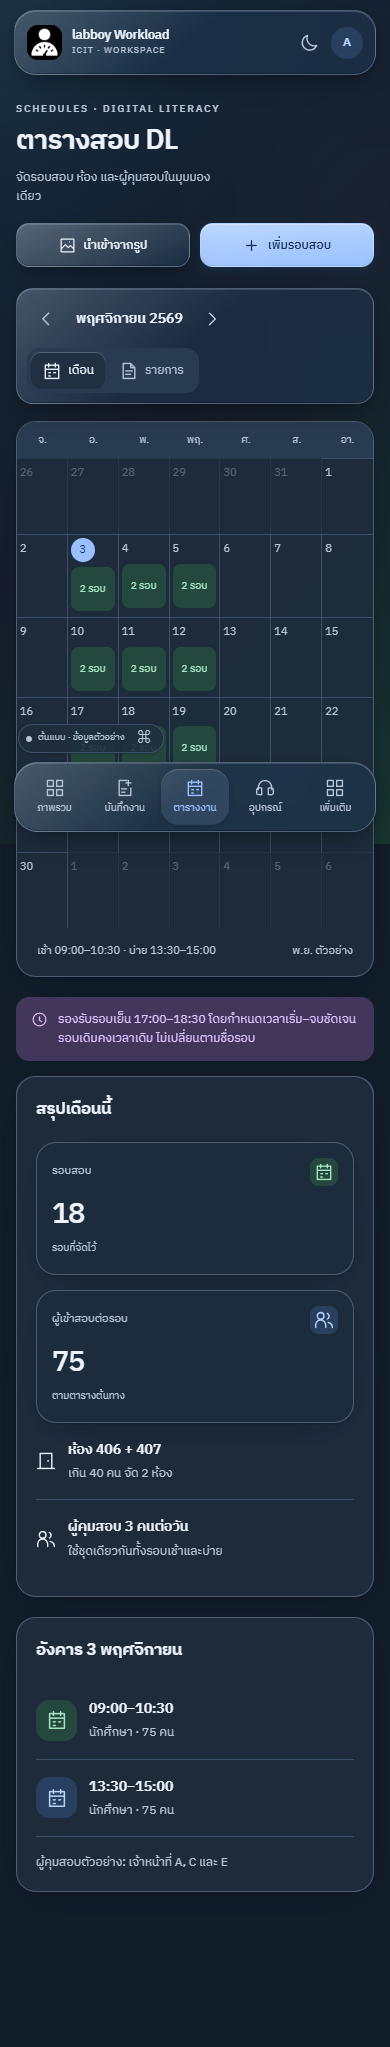 labboy Workload
ICIT · WORKSPACE
A
SCHEDULES · DIGITAL LITERACY
ตารางสอบ DL
จัดรอบสอบ ห้อง และผู้คุมสอบในมุมมอง
เดียว
นำเข้าจากรูป
เพิ่มรอบสอบ
พฤศจิกายน 2569
เดือน
รายการ
จ. อ. พ. พฤ. ศ. ส. อา.
26 27 28 29 30 31 1
2 3 4 5 6 7 8
2 รอบ 2 รอบ 2 รอบ
9 10 11 12 13 14 15
2 รอบ 2 รอบ 2 รอบ
16 17 18 19 20 21 22
ต้นแบบ · ข้อมูลตัวอย่าง
2 รอบ
ภาพรวม บันทึกงาน ตารางงาน อุปกรณ์ เพิ่มเติม
30 1 2 3 4 5 6
เช้า 09:00–10:30 · บ่าย 13:30–15:00
พ.ย. ตัวอย่าง
รองรับรอบเย็น 17:00–18:30 โดยกำหนดเวลาเริ่ม–จบชัดเจน
รอบเดิมคงเวลาเดิม ไม่เปลี่ยนตามชื่อรอบ
สรุปเดือนนี้
รอบสอบ
18
รอบที่จัดไว้
ผู้เข้าสอบต่อรอบ
75
ตามตารางต้นทาง
ห้อง 406 + 407
เกิน 40 คน จัด 2 ห้อง
ผู้คุมสอบ 3 คนต่อวัน
ใช้ชุดเดียวกันทั้งรอบเช้าและบ่าย
อังคาร 3 พฤศจิกายน
09:00–10:30
นักศึกษา · 75 คน
13:30–15:00
นักศึกษา · 75 คน
ผู้คุมสอบตัวอย่าง: เจ้าหน้าที่ A, C และ E